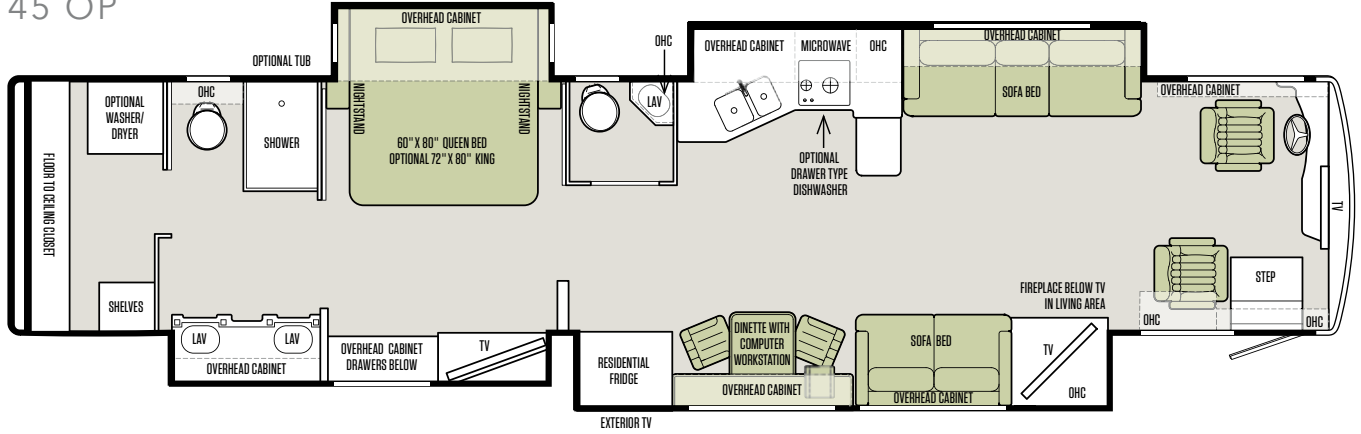 45 OP
OVERHEAD CABINET
OPTIONAL TUB
OHC
OVERHEAD CABINET
MICROWAVE
OHC
OVERHEAD CABINET
OPTIONAL
WASHER/
DRYER
OHC
SHOWER
NIGHTSTAND
NIGHTSTAND
60" X 80" QUEEN BED
OPTIONAL 72" X 80" KING
LAV
SOFA BED
OVERHEAD CABINET
OPTIONAL
DRAWER TYPE
DISHWASHER
FLOOR TO CEILING CLOSET
TV
SHELVES
LAV
LAV
OVERHEAD CABINET
OVERHEAD CABINET
DRAWERS BELOW
TV
RESIDENTIAL
FRIDGE
DINETTE WITH
COMPUTER
WORKSTATION
OVERHEAD CABINET
SOFA BED
OVERHEAD CABINET
FIREPLACE BELOW TV
IN LIVING AREA
TV
OHC
STEP
OHC
OHC
EXTERIOR TV